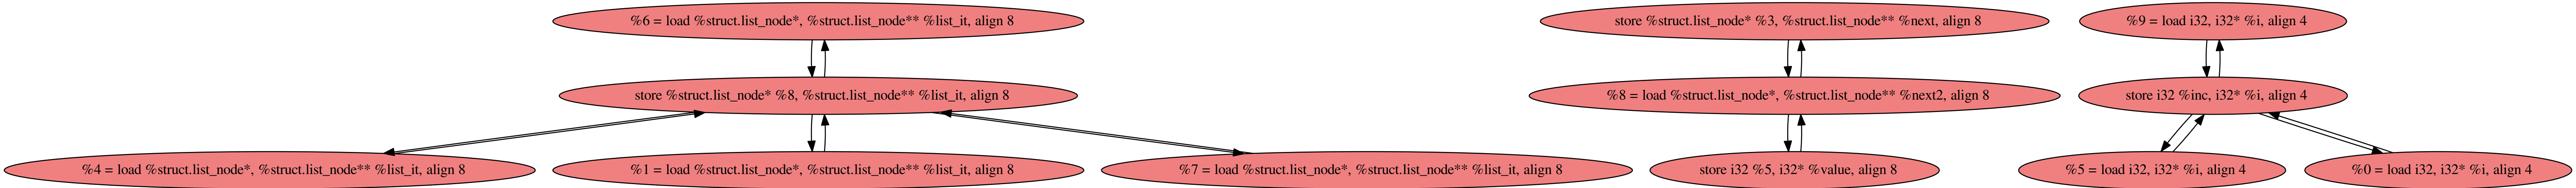 %6 = load %struct.list_node*, %struct.list_node** %list_it, align 8
store %struct.list_node* %3, %struct.list_node** %next, align 8
%9 = load i32, i32* %i, align 4
store %struct.list_node* %8, %struct.list_node** %list_it, align 8
%8 = load %struct.list_node*, %struct.list_node** %next2, align 8
store i32 %inc, i32* %i, align 4
%4 = load %struct.list_node*, %struct.list_node** %list_it, align 8
%1 = load %struct.list_node*, %struct.list_node** %list_it, align 8
%7 = load %struct.list_node*, %struct.list_node** %list_it, align 8
store i32 %5, i32* %value, align 8
%5 = load i32, i32* %i, align 4
%0 = load i32, i32* %i, align 4